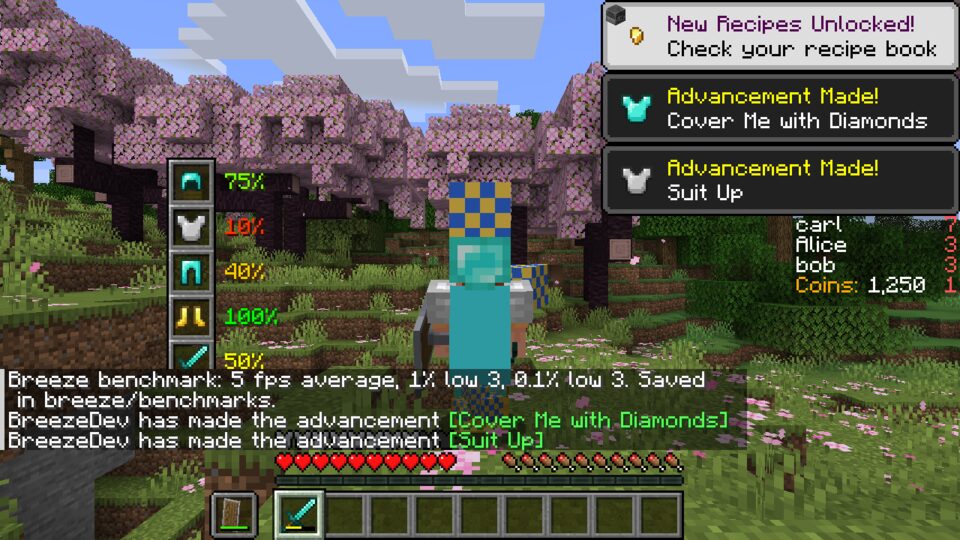 New Recipes Unlocked!
Check your recipe book
Advancement Made!
Cover Me with Diamonds
Advancement Made!
Suit Up
75%
10%
40%
100%
50%
carl 7
Alice 3
bob 3
Coins: 1,250 1
Breeze benchmark: 5 fps average, 1% low 3, 0.1% low 3. Saved
in breeze/benchmarks.
BreezeDev has made the advancement [Cover Me with Diamonds]
BreezeDev has made the advancement [Suit Up]